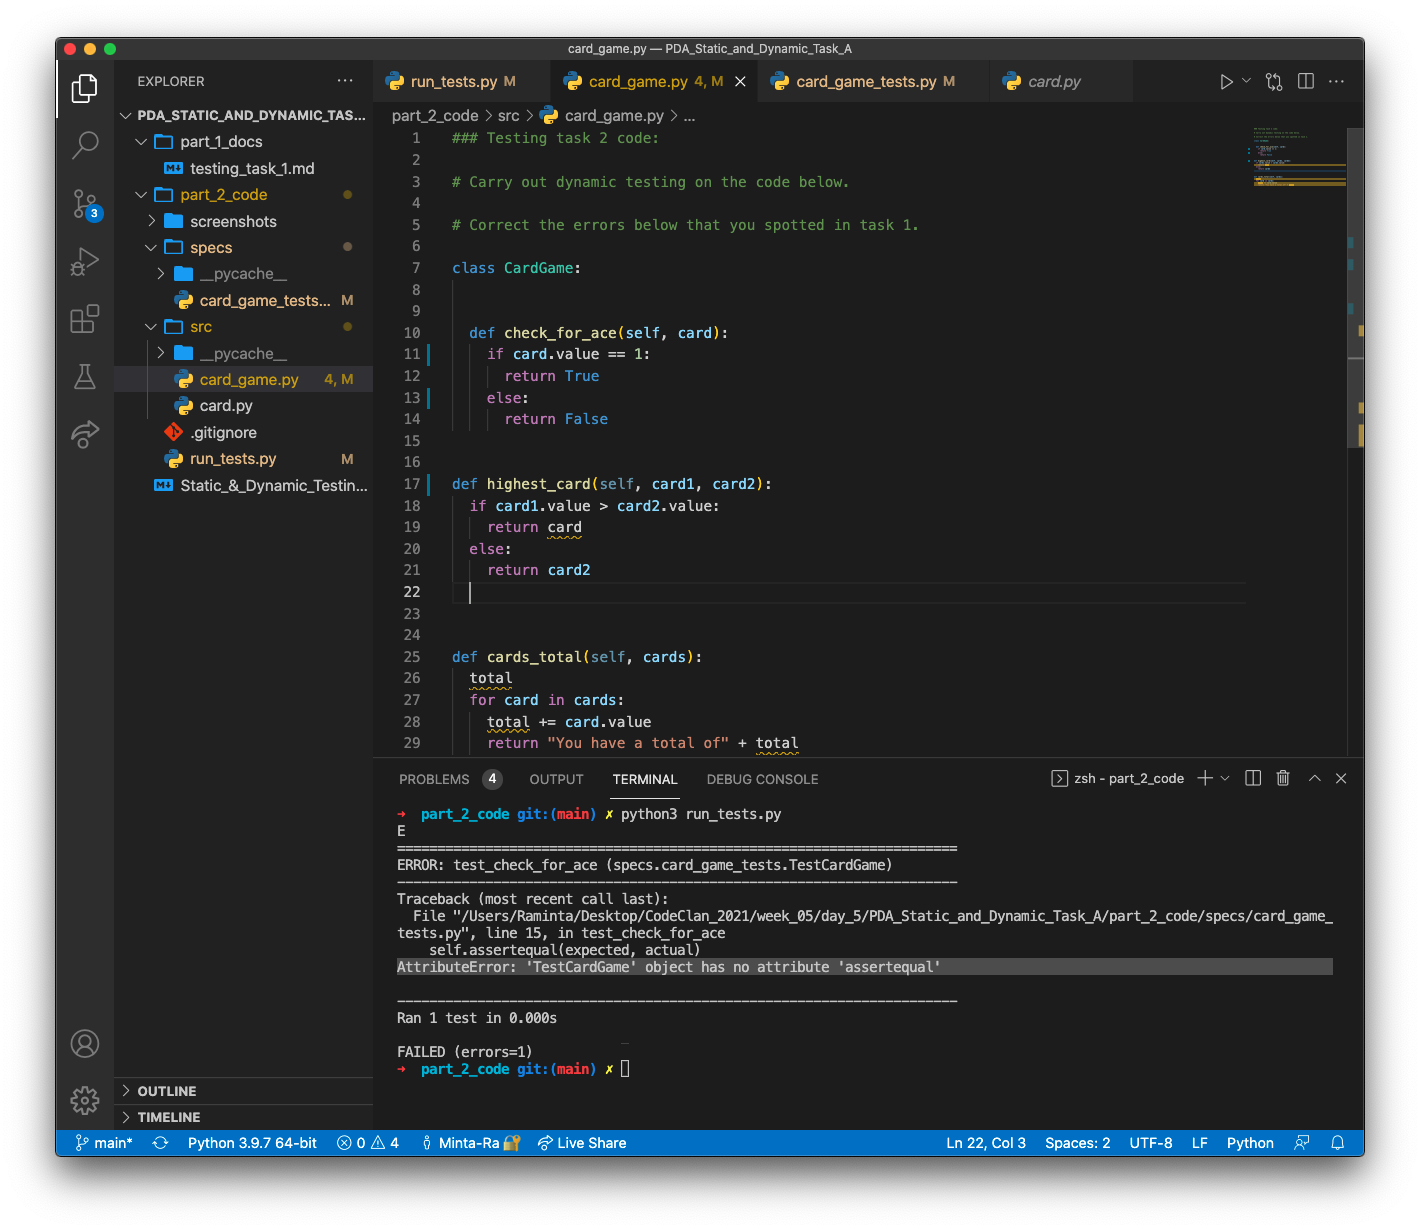 card_game.py — PDA_Static_and_Dynamic_Task_A
EXPLORER
PDA_STATIC_AND_DYNAMIC_TAS...
part_1_docs
testing_task_1.md
part_2_code
screenshots
specs
__pycache__
card_game_tests... M
src
__pycache__
card_game.py 4, M
card.py
.gitignore
run_tests.py M
Static_&_Dynamic_Testin...
OUTLINE
TIMELINE
3
run_tests.py M card_game.py 4, M card_game_tests.py M card.py
part_2_code > src > card_game.py > ...
1 ### Testing task 2 code:
2
3 # Carry out dynamic testing on the code below.
4
5 # Correct the errors below that you spotted in task 1.
6
7 class CardGame:
8
9
10 def check_for_ace(self, card):
11 if card.value == 1:
12 return True
13 else:
14 return False
15
16
17 def highest_card(self, card1, card2):
18 if card1.value > card2.value:
19 return card
20 else:
21 return card2
22
23
24
25 def cards_total(self, cards):
26 total
27 for card in cards:
28 total += card.value
29 return "You have a total of" + total
PROBLEMS 4 OUTPUT TERMINAL DEBUG CONSOLE zsh - part_2_code
→ part_2_code git:(main) ✗ python3 run_tests.py
E
======================================================================
ERROR: test_check_for_ace (specs.card_game_tests.TestCardGame)
----------------------------------------------------------------------
Traceback (most recent call last):
File "/Users/Raminta/Desktop/CodeClan_2021/week_05/day_5/PDA_Static_and_Dynamic_Task_A/part_2_code/specs/card_game_
tests.py", line 15, in test_check_for_ace
self.assertequal(expected, actual)
AttributeError: 'TestCardGame' object has no attribute 'assertequal'
----------------------------------------------------------------------
Ran 1 test in 0.000s
FAILED (errors=1)
→ part_2_code git:(main) ✗
main* Python 3.9.7 64-bit 0 4 Minta-Ra Live Share Ln 22, Col 3 Spaces: 2 UTF-8 LF Python